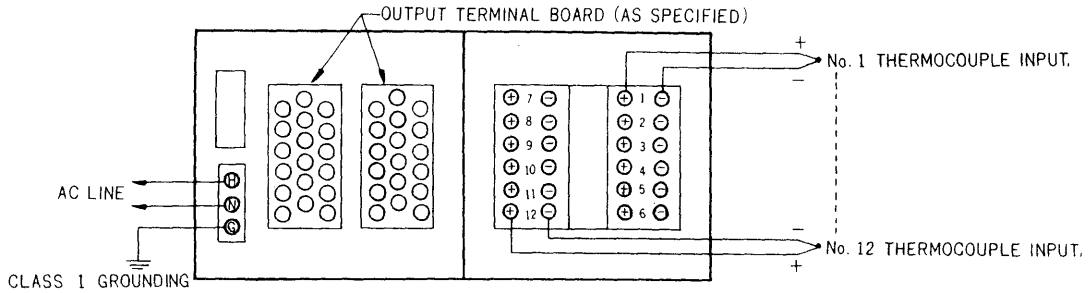 OUTPUT TERMINAL BOARD (AS SPECIFIED)
+
No. 1 THERMOCOUPLE INPUT.
−
+ 7 − + 1 −
+ 8 − + 2 −
+ 9 − + 3 −
+ 10 − + 4 −
+ 11 − + 5 −
+ 12 − + 6 −
H
AC LINE
N
G
−
No. 12 THERMOCOUPLE INPUT.
+
CLASS 1 GROUNDING